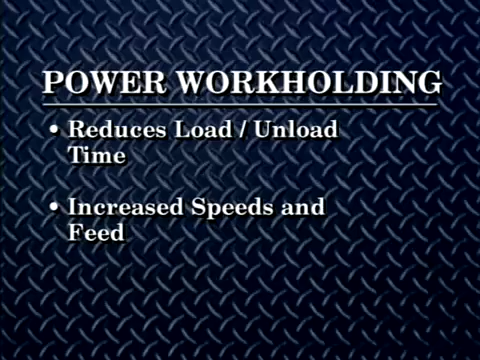 POWER WORKHOLDING
• Reduces Load / Unload
Time
• Increased Speeds and
Feed